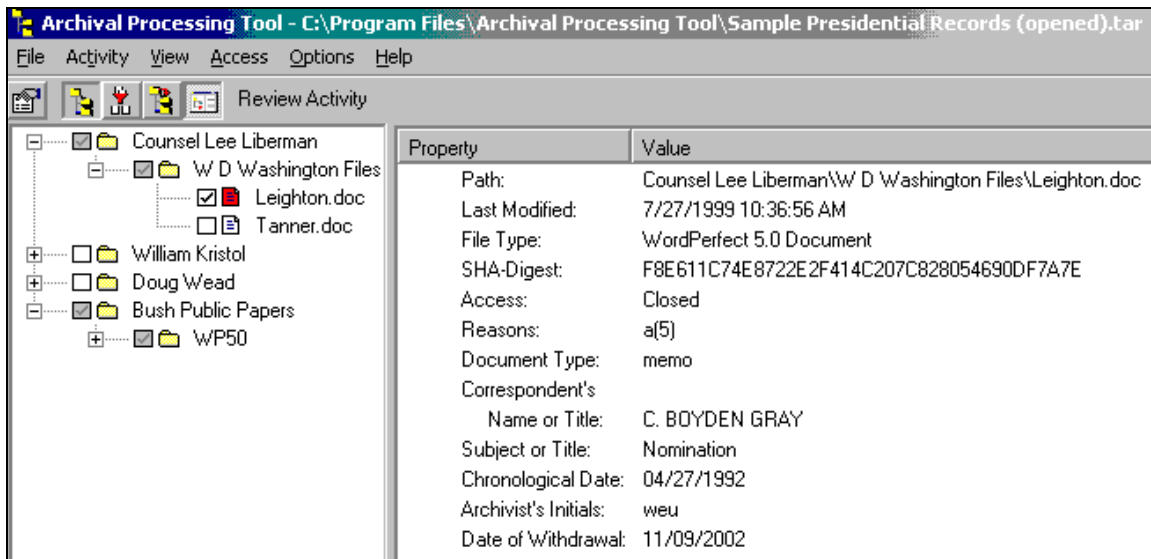 Archival Processing Tool - C:\Program Files\Archival Processing Tool\Sample Presidential Records (opened).tar
File Activity View Access Options Help
Review Activity
Counsel Lee Liberman
W D Washington Files
Leighton.doc
Tanner.doc
William Kristol
Doug Wead
Bush Public Papers
WP50
Property Value
Path: Counsel Lee Liberman\W D Washington Files\Leighton.doc
Last Modified: 7/27/1999 10:36:56 AM
File Type: WordPerfect 5.0 Document
SHA-Digest: F8E611C74E8722E2F414C207C828054690DF7A7E
Access: Closed
Reasons: a(5)
Document Type: memo
Correspondent's
Name or Title: C. BOYDEN GRAY
Subject or Title: Nomination
Chronological Date: 04/27/1992
Archivist's Initials: weu
Date of Withdrawal: 11/09/2002